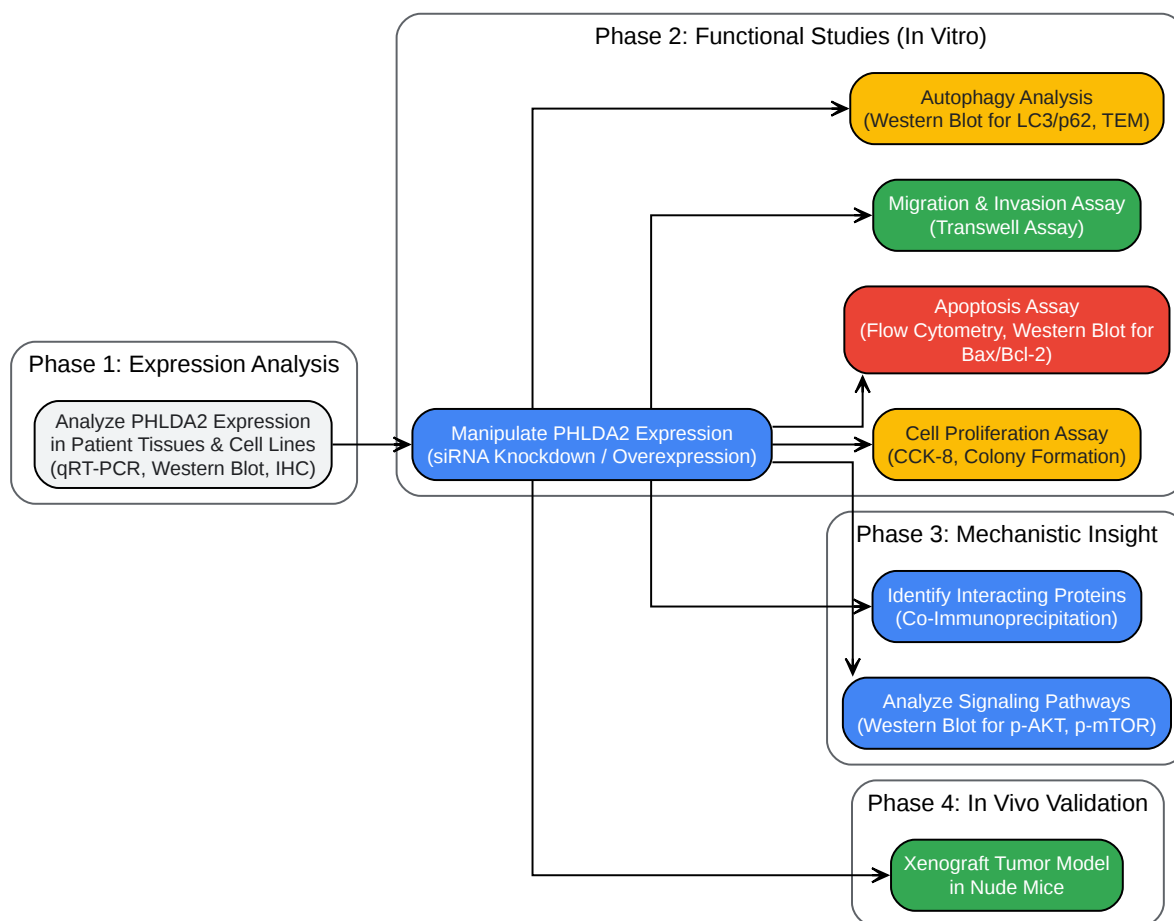 Phase 2: Functional Studies (In Vitro)
Autophagy Analysis
(Western Blot for LC3/p62, TEM)
Migration & Invasion Assay
(Transwell Assay)
Apoptosis Assay
(Flow Cytometry, Western Blot for
Bax/Bcl-2)
Phase 1: Expression Analysis
Analyze PHLDA2 Expression
in Patient Tissues & Cell Lines
(qRT-PCR, Western Blot, IHC)
Manipulate PHLDA2 Expression
(siRNA Knockdown / Overexpression)
Cell Proliferation Assay
(CCK-8, Colony Formation)
Phase 3: Mechanistic Insight
Identify Interacting Proteins
(Co-Immunoprecipitation)
Analyze Signaling Pathways
(Western Blot for p-AKT, p-mTOR)
Phase 4: In Vivo Validation
Xenograft Tumor Model
in Nude Mice